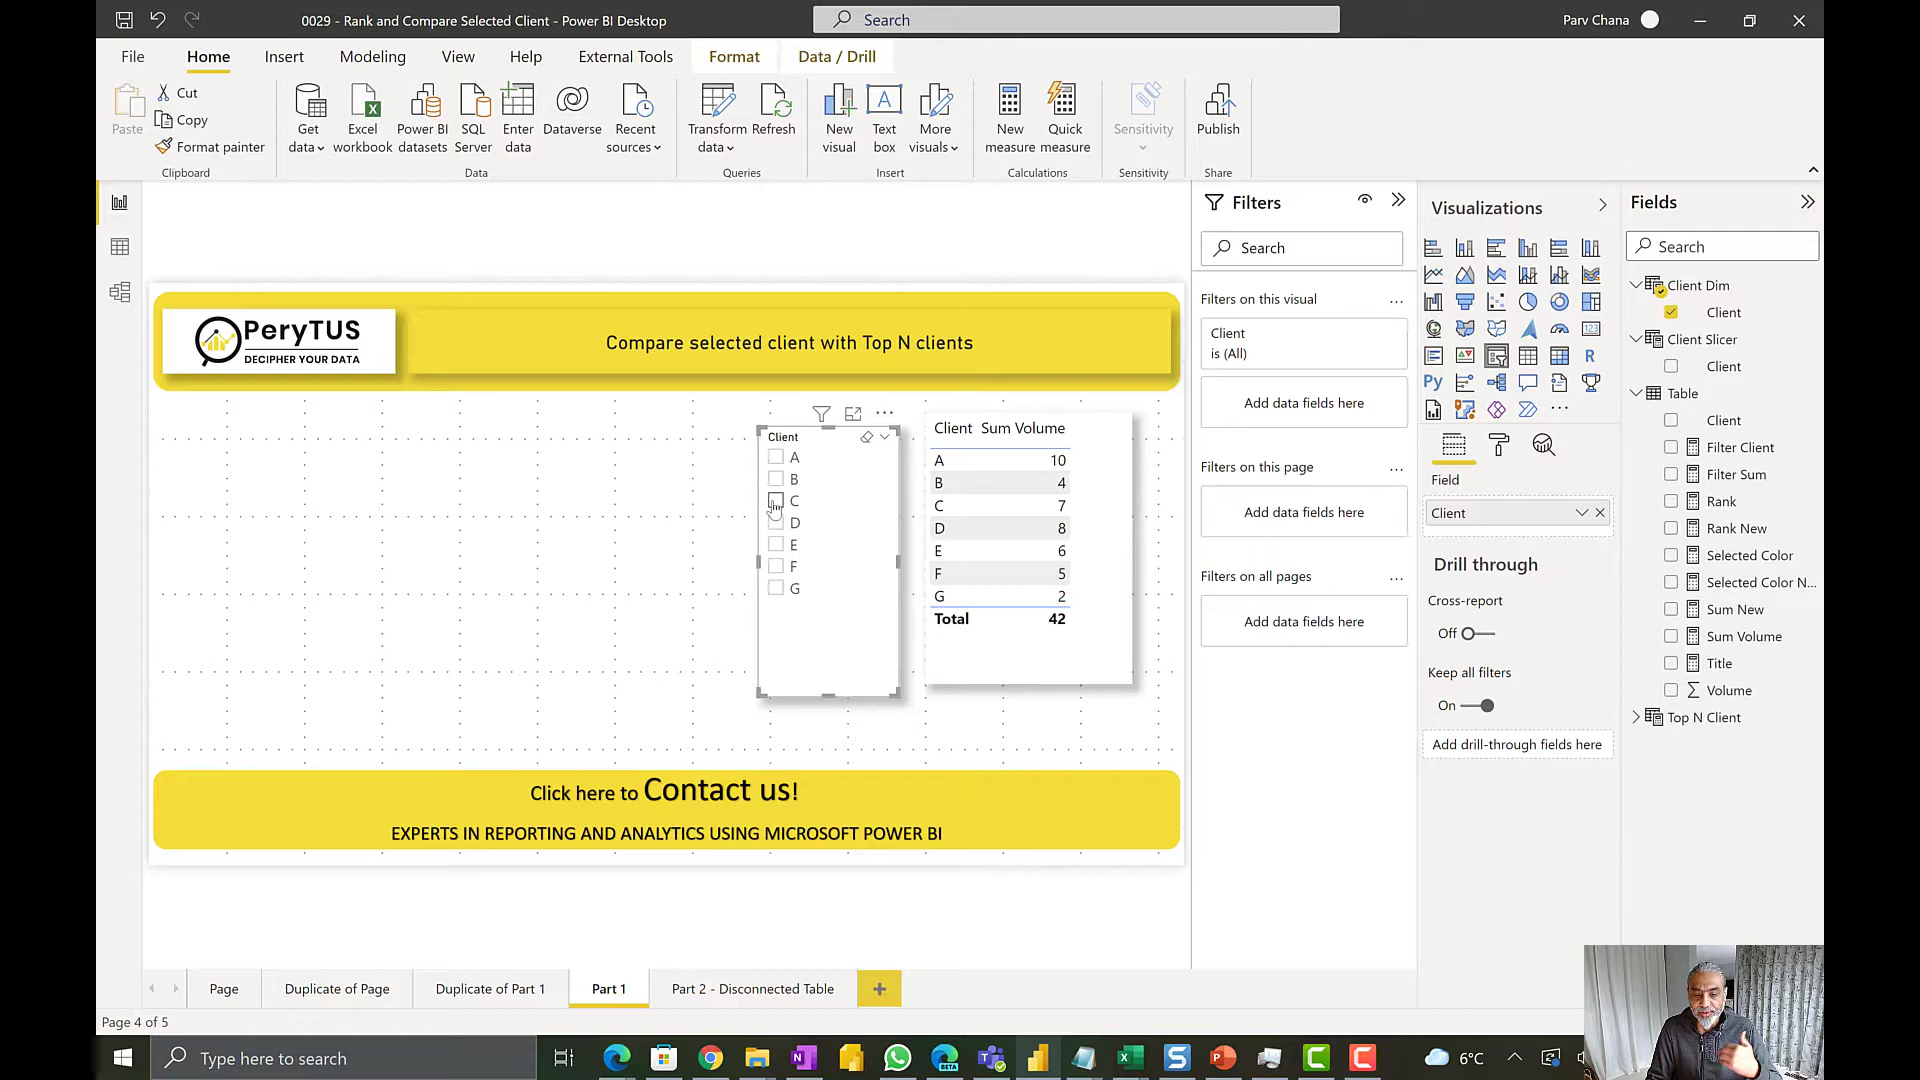 0029 - Rank and Compare Selected Client - Power BI Desktop
Search
Parv Chana
File
Home
Insert
Modeling
View
Help
External Tools
Format
Data / Drill
Paste
Cut
Copy
Format painter
Clipboard
Get data
Excel workbook
Power BI datasets
SQL Server
Enter data
Dataverse
Recent sources
Data
Transform data
Refresh
Queries
New visual
Text box
More visuals
Insert
New measure
Quick measure
Calculations
Sensitivity
Sensitivity
Publish
Share
PeryTUS
DECIPHER YOUR DATA
Compare selected client with Top N clients
Client
A
B
C
D
E
F
G
Client Sum Volume
A 10
B 4
C 7
D 8
E 6
F 5
G 2
Total 42
Click here to Contact us!
EXPERTS IN REPORTING AND ANALYTICS USING MICROSOFT POWER BI
Filters
Search
Filters on this visual
Client
is (All)
Add data fields here
Filters on this page
Add data fields here
Filters on all pages
Add data fields here
Visualizations
R
Py
Field
Client
Drill through
Cross-report
Off
Keep all filters
On
Add drill-through fields here
Fields
Search
Client Dim
Client
Client Slicer
Client
Table
Client
Filter Client
Filter Sum
Rank
Rank New
Selected Color
Selected Color N...
Sum New
Sum Volume
Title
Volume
Top N Client
Page
Duplicate of Page
Duplicate of Part 1
Part 1
Part 2 - Disconnected Table
Page 4 of 5
Type here to search
6°C